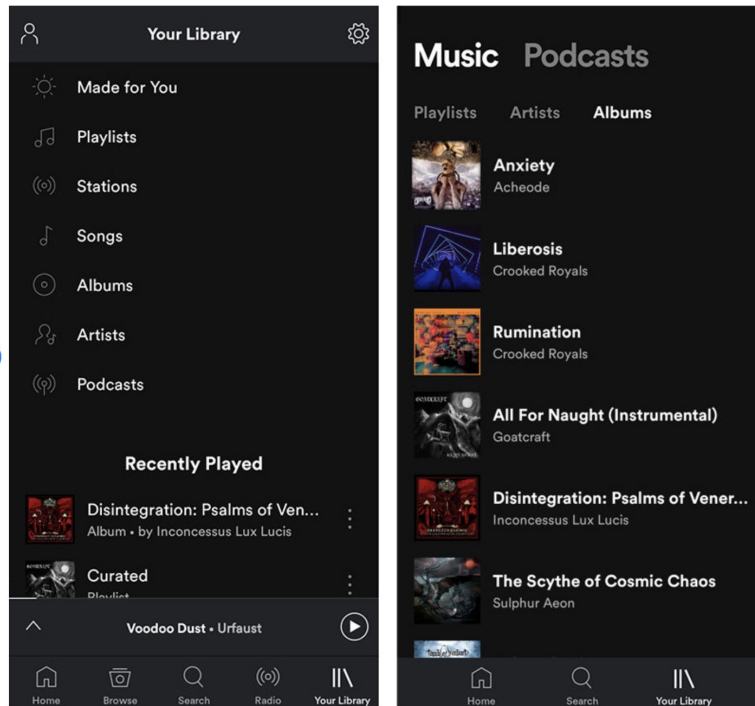 Your Library
Made for You
Playlists
Stations
Songs
Albums
Artists
Podcasts
Recently Played
Disintegration: Psalms of Ven...
Album • by Inconcessus Lux Lucis
Curated
Playlist
Voodoo Dust • Urfaust
Home Browse Search Radio Your Library
Music Podcasts
Playlists Artists Albums
Anxiety
Acheode
Liberosis
Crooked Royals
Rumination
Crooked Royals
All For Naught (Instrumental)
Goatcraft
Disintegration: Psalms of Vener...
Inconcessus Lux Lucis
The Scythe of Cosmic Chaos
Sulphur Aeon
Home Search Your Library